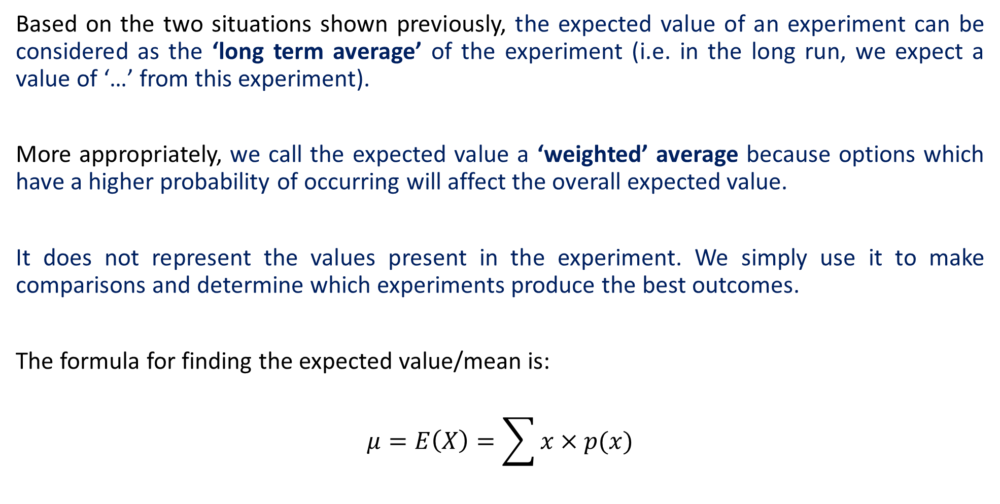 Based on the two situations shown previously, the expected value of an experiment can be
considered as the ‘long term average’ of the experiment (i.e. in the long run, we expect a
value of ‘…’ from this experiment).
More appropriately, we call the expected value a ‘weighted’ average because options which
have a higher probability of occurring will affect the overall expected value.
It does not represent the values present in the experiment. We simply use it to make
comparisons and determine which experiments produce the best outcomes.
The formula for finding the expected value/mean is:
μ = E(X) = ∑ x × p(x)